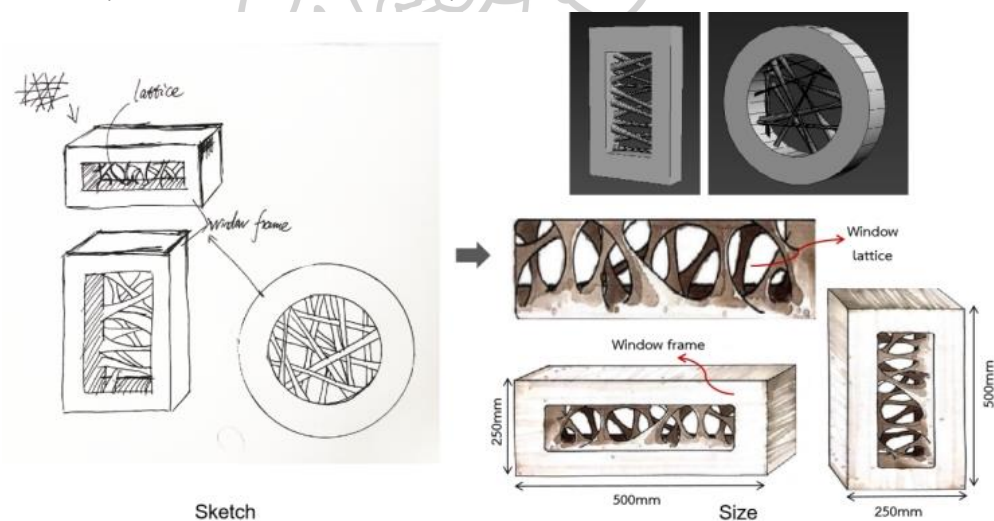 lattice
window frame
Window
lattice
Window frame
250mm
500mm
500mm
250mm
Sketch
Size